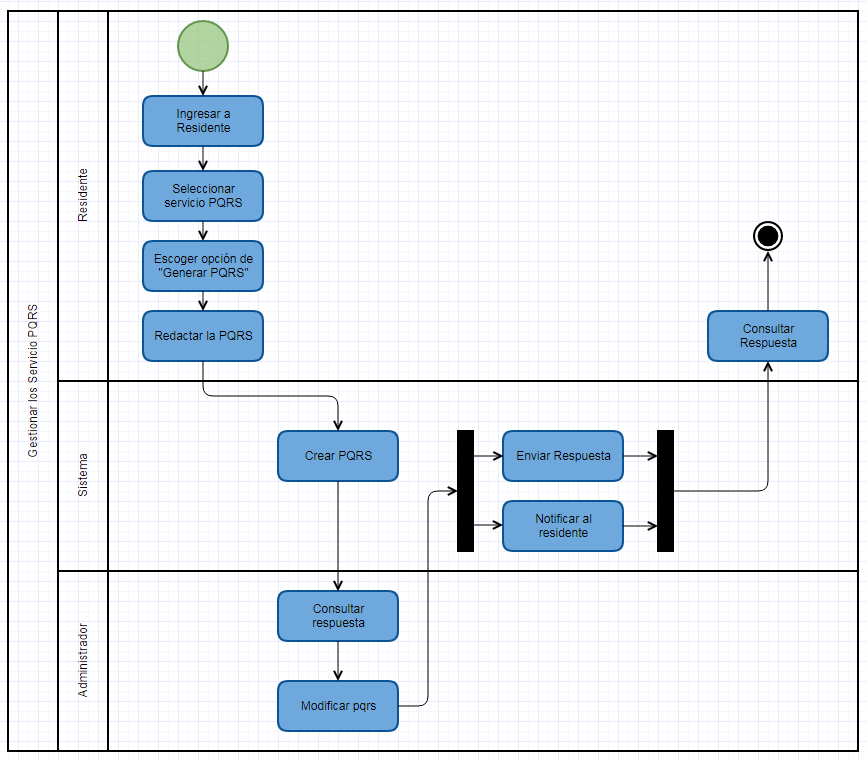 Gestionar los Servicio PQRS
Residente
Ingresar a
Residente
Seleccionar
servicio PQRS
Escoger opción de
"Generar PQRS"
Redactar la PQRS
Consultar
Respuesta
Sistema
Crear PQRS
Enviar Respuesta
Notificar al
residente
Administrador
Consultar
respuesta
Modificar pqrs